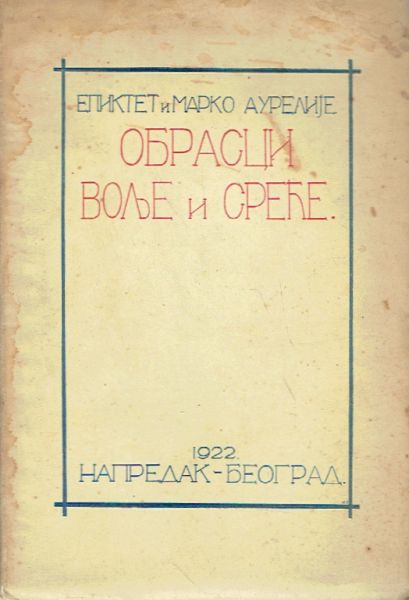 ЕПИКТЕТ и МАРКО АУРЕЛИЈЕ
ОБРАСЦИ
ВОЉЕ и СРЕЋЕ.
1922.
НАПРЕДАК-БЕОГРАД.